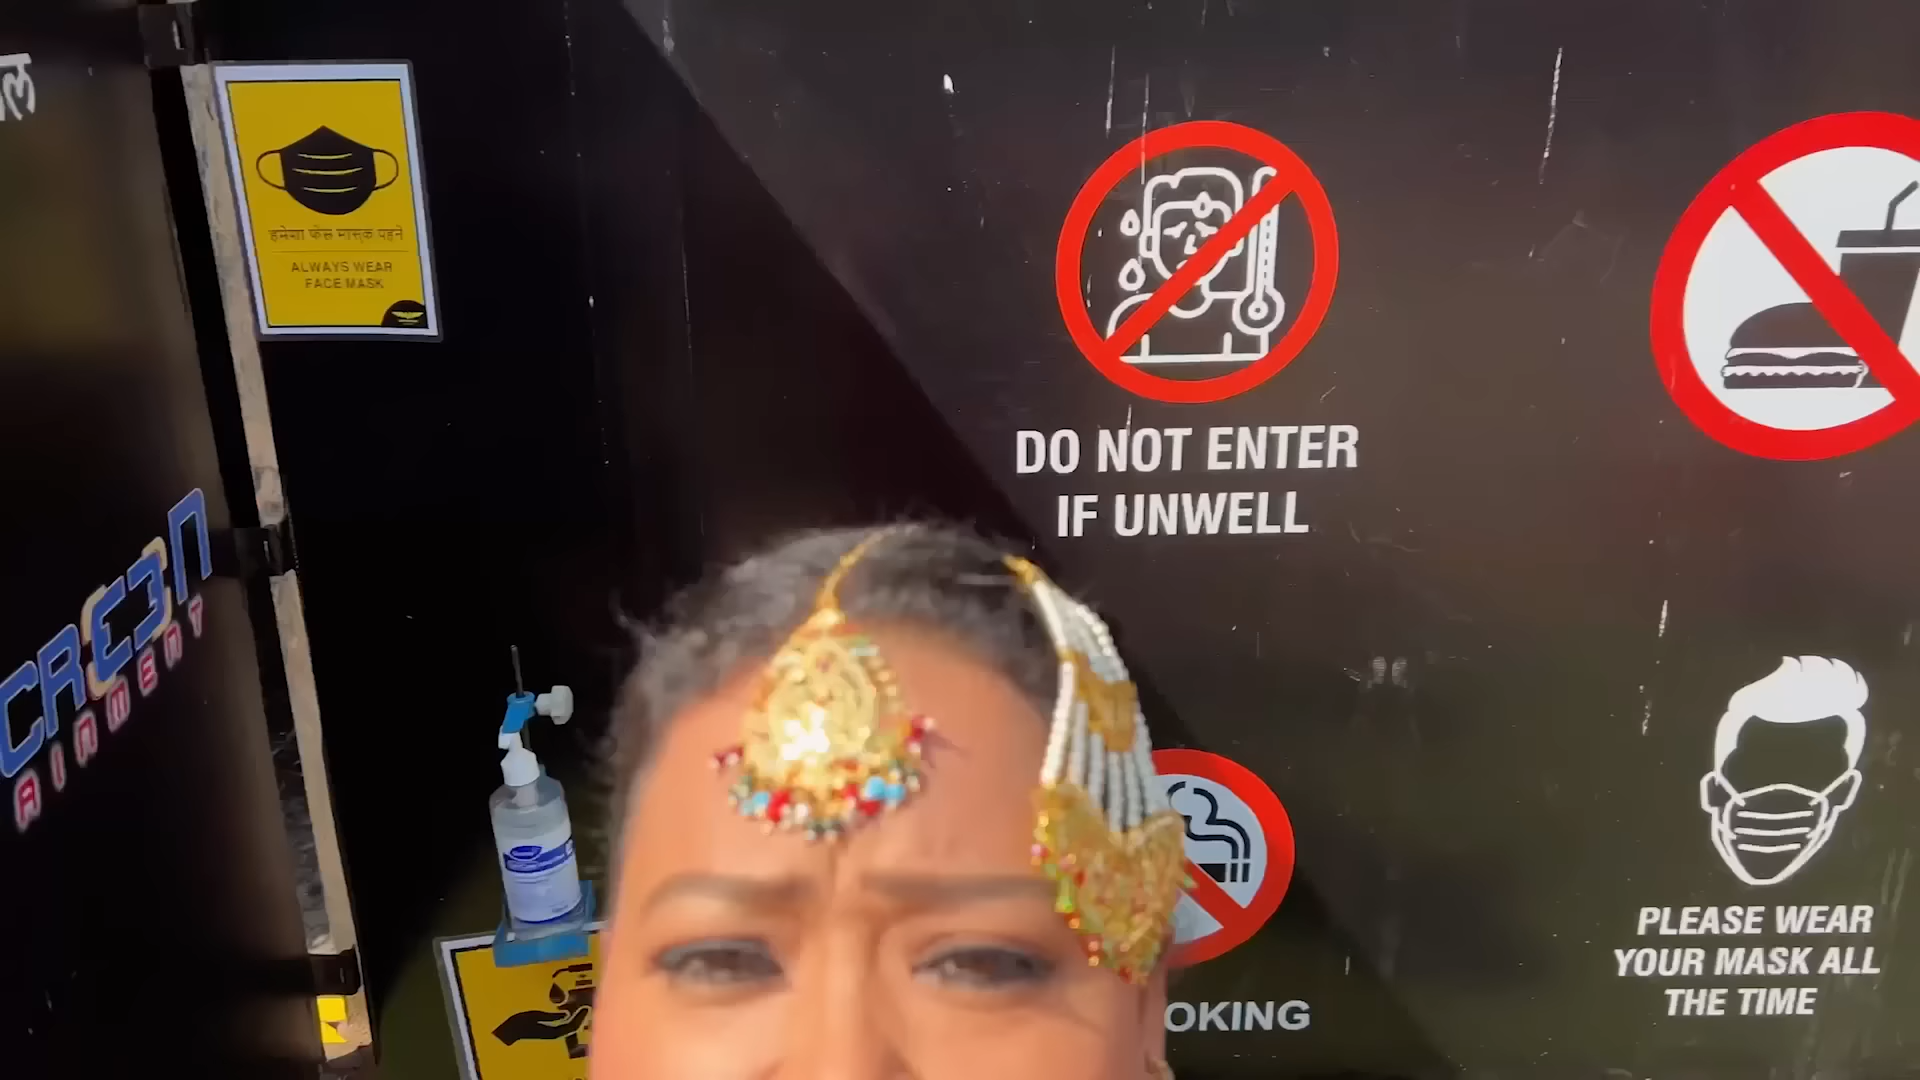 ल
हमेशा फेस मास्क पहनें
ALWAYS WEAR
FACE MASK
DO NOT ENTER
IF UNWELL
CRE3N
AINMENT
OKING
PLEASE WEAR
YOUR MASK ALL
THE TIME